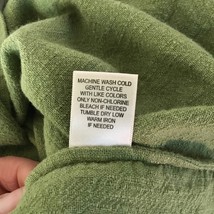 MACHINE WASH COLD
GENTLE CYCLE
WITH LIKE COLORS
ONLY NON-CHLORINE
BLEACH IF NEEDED
TUMBLE DRY LOW
WARM IRON
IF NEEDED